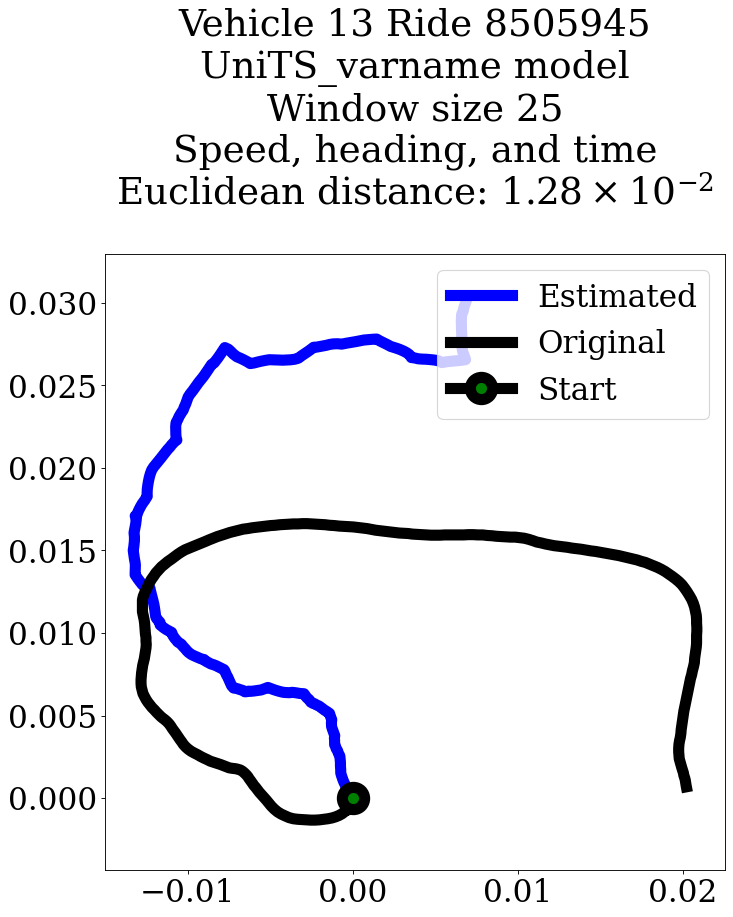 Vehicle 13 Ride 8505945
UniTS_varname model
Window size 25
Speed, heading, and time
Euclidean distance: 1.28 × 10⁻²
Estimated
Original
Start
0.030
0.025
0.020
0.015
0.010
0.005
0.000
−0.01 0.00 0.01 0.02